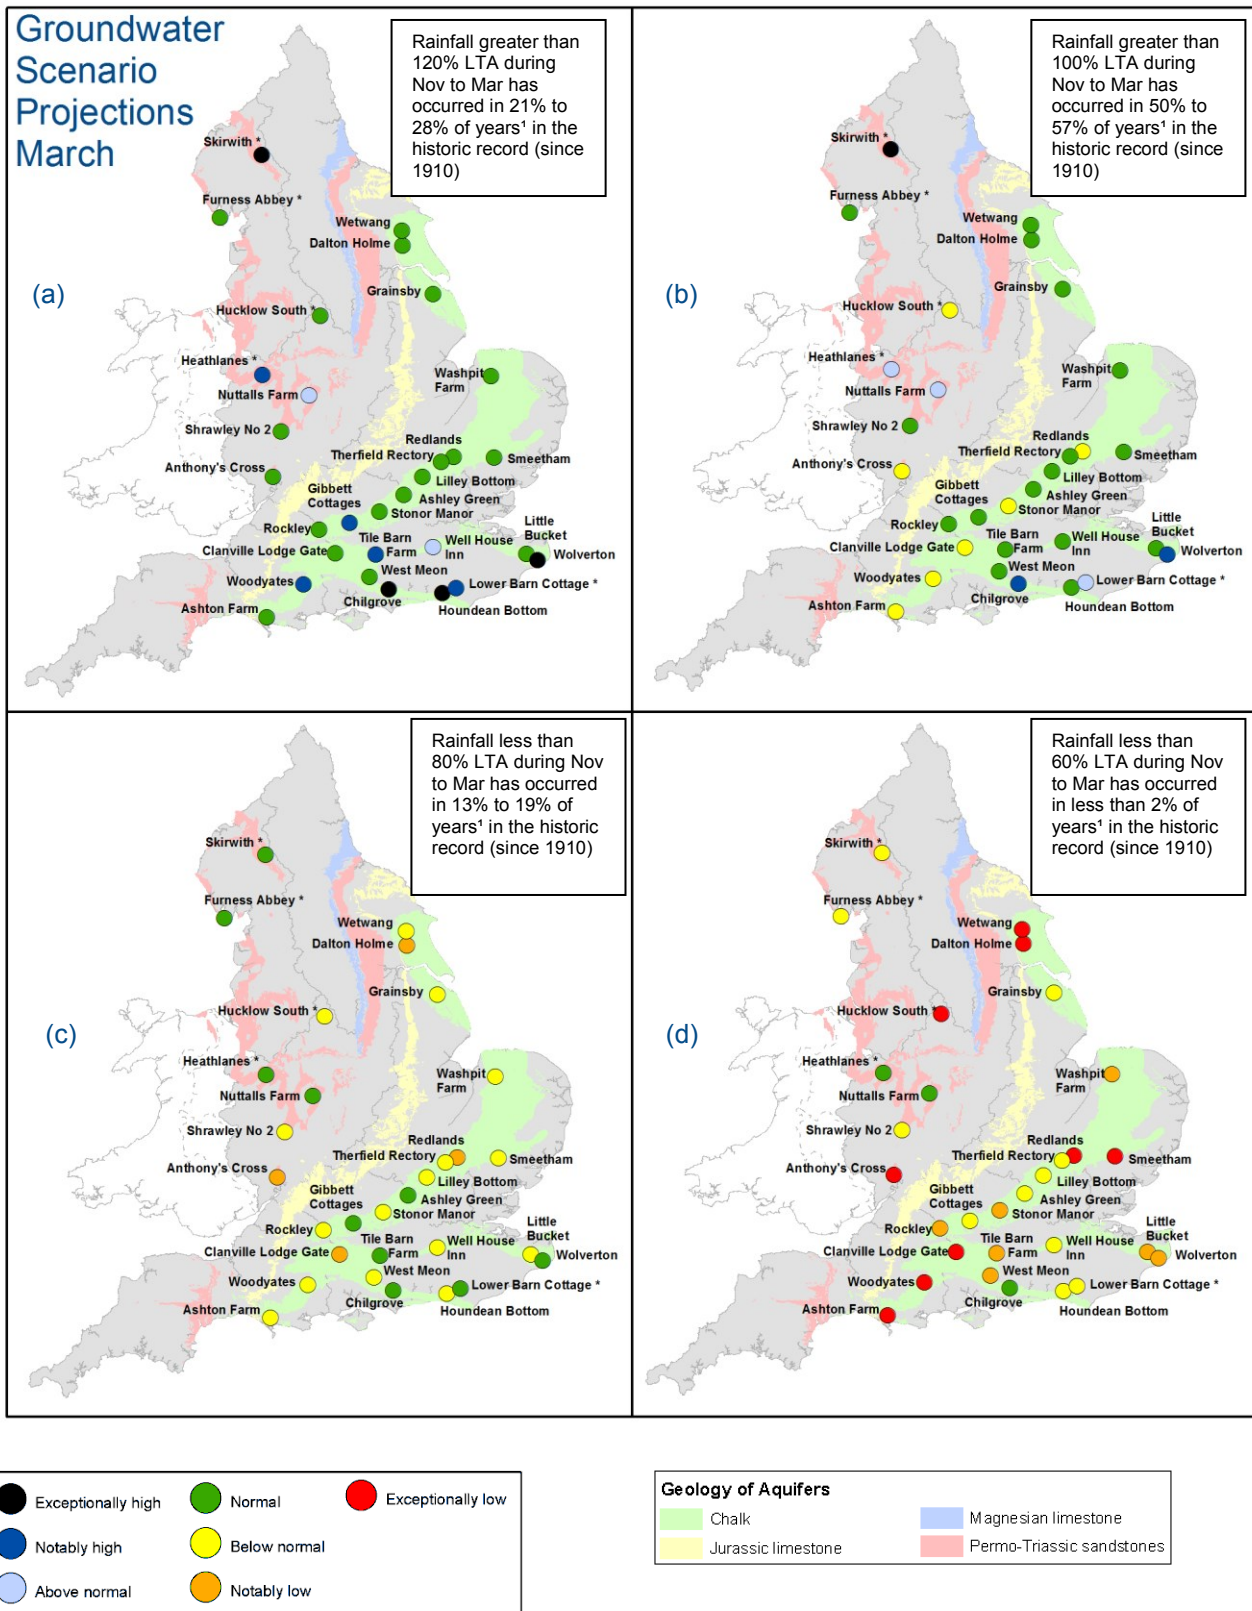 Groundwater
Scenario
Projections
March
Rainfall greater than
120% LTA during
Nov to Mar has
occurred in 21% to
28% of years¹ in the
historic record (since
1910)
(a)
Skirwith *
Furness Abbey *
Wetwang
Dalton Holme
Grainsby
Hucklow South *
Heathlanes *
Nuttalls Farm
Washpit
Farm
Shrawley No 2
Redlands
Therfield Rectory
Smeetham
Anthony's Cross
Lilley Bottom
Gibbett
Cottages
Ashley Green
Stonor Manor
Rockley
Tile Barn
Farm
Well House
Inn
Little
Bucket
Clanville Lodge Gate
Wolverton
West Meon
Woodyates
Lower Barn Cottage *
Chilgrove
Ashton Farm
Houndean Bottom
Rainfall greater than
100% LTA during
Nov to Mar has
occurred in 50% to
57% of years¹ in the
historic record (since
1910)
(b)
Skirwith *
Furness Abbey *
Wetwang
Dalton Holme
Grainsby
Hucklow South *
Heathlanes *
Nuttalls Farm
Washpit
Farm
Shrawley No 2
Redlands
Therfield Rectory
Smeetham
Anthony's Cross
Lilley Bottom
Gibbett
Cottages
Ashley Green
Stonor Manor
Rockley
Tile Barn
Farm
Well House
Inn
Little
Bucket
Clanville Lodge Gate
Wolverton
West Meon
Woodyates
Lower Barn Cottage *
Chilgrove
Ashton Farm
Houndean Bottom
Rainfall less than
80% LTA during Nov
to Mar has occurred
in 13% to 19% of
years¹ in the historic
record (since 1910)
(c)
Skirwith *
Furness Abbey *
Wetwang
Dalton Holme
Grainsby
Hucklow South *
Heathlanes *
Nuttalls Farm
Washpit
Farm
Shrawley No 2
Redlands
Therfield Rectory
Smeetham
Anthony's Cross
Lilley Bottom
Gibbett
Cottages
Ashley Green
Stonor Manor
Rockley
Tile Barn
Farm
Well House
Inn
Little
Bucket
Clanville Lodge Gate
Wolverton
West Meon
Woodyates
Lower Barn Cottage *
Chilgrove
Ashton Farm
Houndean Bottom
Rainfall less than
60% LTA during Nov
to Mar has occurred
in less than 2% of
years¹ in the historic
record (since 1910)
(d)
Skirwith *
Furness Abbey *
Wetwang
Dalton Holme
Grainsby
Hucklow South *
Heathlanes *
Nuttalls Farm
Washpit
Farm
Shrawley No 2
Redlands
Therfield Rectory
Smeetham
Anthony's Cross
Lilley Bottom
Gibbett
Cottages
Ashley Green
Stonor Manor
Rockley
Tile Barn
Farm
Well House
Inn
Little
Bucket
Clanville Lodge Gate
Wolverton
West Meon
Woodyates
Lower Barn Cottage *
Chilgrove
Ashton Farm
Houndean Bottom
Exceptionally high
Normal
Exceptionally low
Notably high
Below normal
Above normal
Notably low
Geology of Aquifers
Chalk
Magnesian limestone
Jurassic limestone
Permo-Triassic sandstones